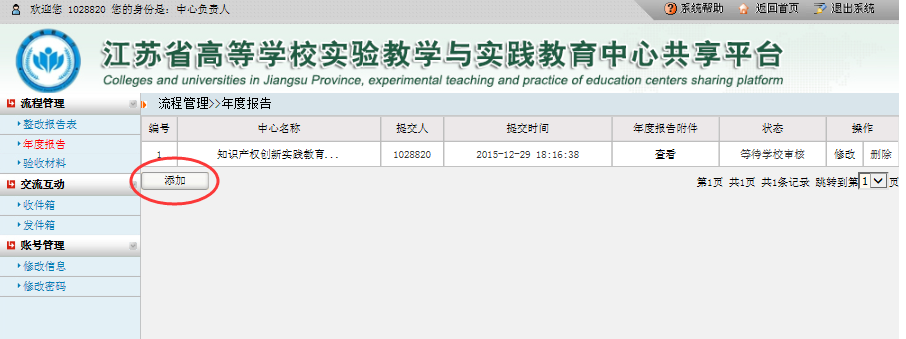 欢迎您 1028820 您的身份是：中心负责人
系统帮助 返回首页 退出系统
江苏省高等学校实验教学与实践教育中心共享平台
Colleges and universities in Jiangsu Province, experimental teaching and practice of education centers sharing platform
流程管理
整改报告表
年度报告
验收材料
交流互动
收件箱
发件箱
账号管理
修改信息
修改密码
流程管理>>年度报告
编号 中心名称 提交人 提交时间 年度报告附件 状态 操作
1 知识产权创新实践教育... 1028820 2015-12-29 18:16:38 查看 等待学校审核 修改 删除
添加
第1页 共1页 共1条记录 跳转到第 1 页